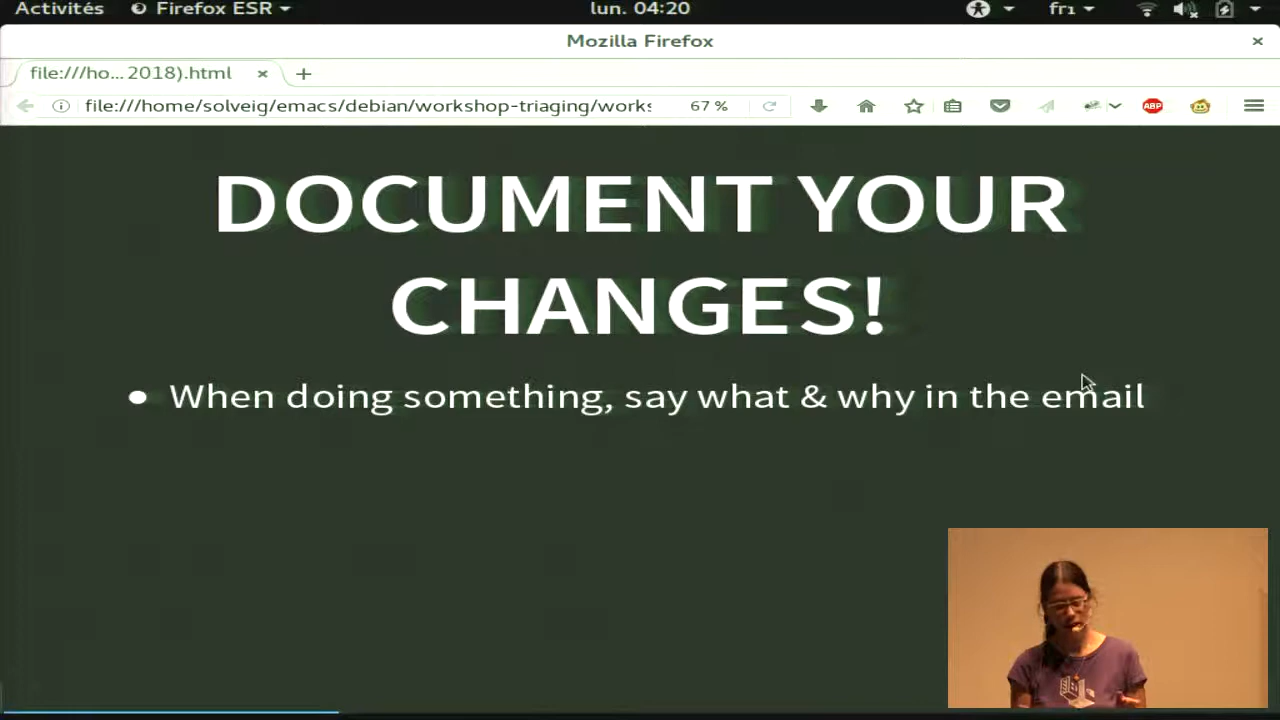 Activités Firefox ESR lun. 04:20 fr₁
Mozilla Firefox
file:///ho... 2018).html
file:///home/solveig/emacs/debian/workshop-triaging/works 67 %
ABP
DOCUMENT YOUR
CHANGES!
• When doing something, say what & why in the email